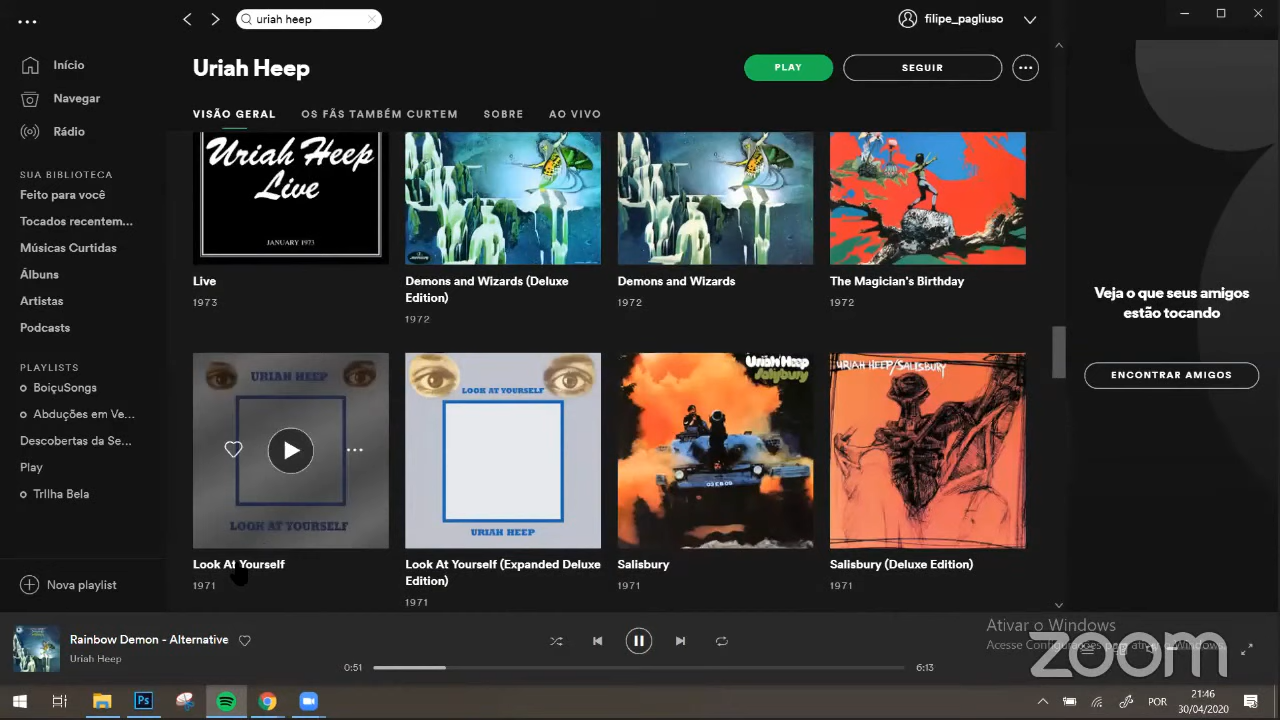 uriah heep
filipe_pagliuso
Início
Navegar
Rádio
SUA BIBLIOTECA
Feito para você
Tocados recentem...
Músicas Curtidas
Álbuns
Artistas
Podcasts
PLAYLISTS
BoiçuSongs
Abduções em Ve...
Descobertas da Se...
Play
TrIlha Bela
Nova playlist
Uriah Heep
PLAY
SEGUIR
VISÃO GERAL OS FÃS TAMBÉM CURTEM SOBRE AO VIVO
Uriah Heep
Live
JANUARY 1973
Live
1973
Demons and Wizards (Deluxe
Edition)
1972
Demons and Wizards
1972
The Magician's Birthday
1972
URIAH HEEP
LOOK AT YOURSELF
Look At Yourself
1971
LOOK AT YOURSELF
URIAH HEEP
Look At Yourself (Expanded Deluxe
Edition)
1971
Uriah Heep
Salisbury
Salisbury
1971
URIAH HEEP/SALISBURY
Salisbury (Deluxe Edition)
1971
Veja o que seus amigos
estão tocando
ENCONTRAR AMIGOS
Rainbow Demon - Alternative
Uriah Heep
0:51
6:13
Ativar o Windows
zoom
POR
21:46
30/04/2020
Ps